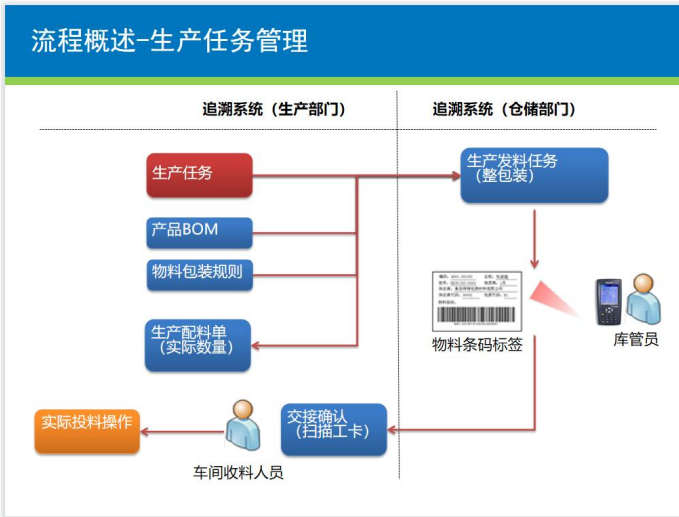 流程概述-生产任务管理
追溯系统（生产部门）
追溯系统（仓储部门）
生产任务
生产发料任务
（整包装）
产品BOM
物料包装规则
生产配料单
（实际数量）
物料条码标签
库管员
实际投料操作
交接确认
（扫描工卡）
车间收料人员